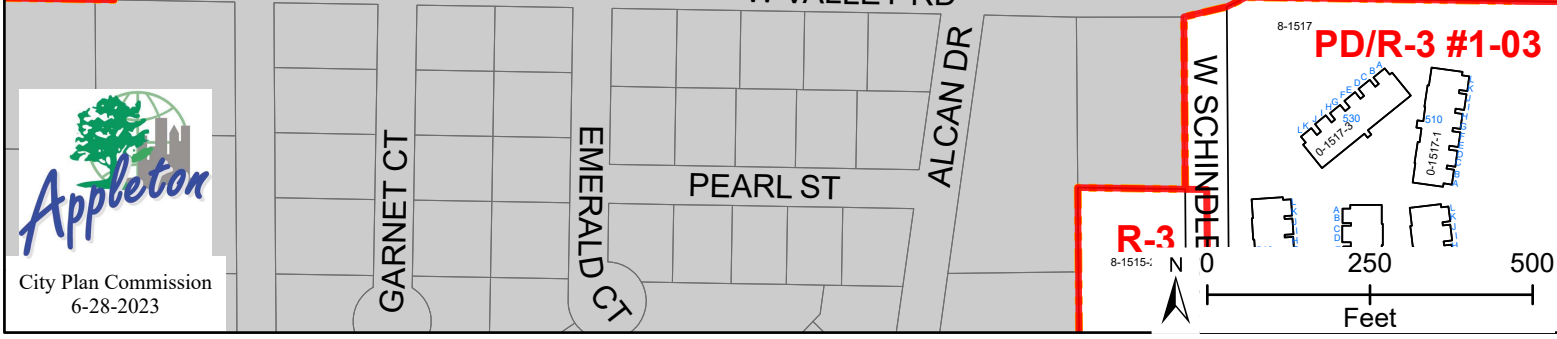 W VALLEY RD
8-1517
PD/R-3 #1-03
ALCAN DR
W SCHINDLE
A
B
C
D
E
F
G
H
I
J
K
L
530
0-1517-3
510
0-1517-1
GARNET CT
EMERALD CT
PEARL ST
Appleton
City Plan Commission
6-28-2023
R-3
8-1515-
A
B
C
D
N
0 250 500
Feet